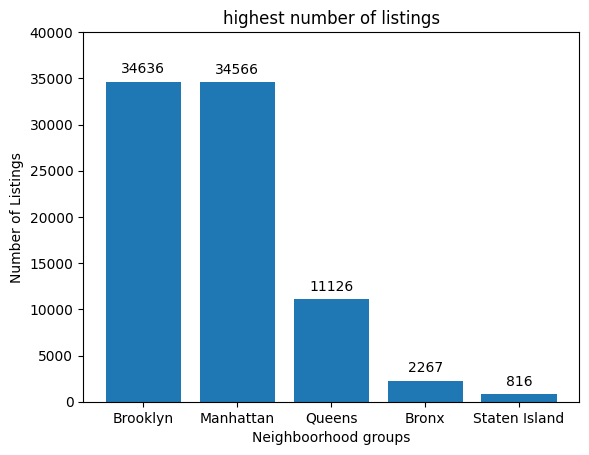 highest number of listings
40000
35000
30000
25000
20000
15000
10000
5000
0
Number of Listings
34636
34566
11126
2267
816
Brooklyn
Manhattan
Queens
Bronx
Staten Island
Neighboorhood groups